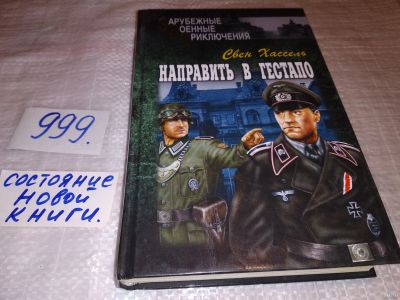 АРУБЕЖНЫЕ
ОЕННЫЕ
РИКЛЮЧЕНИЯ
Свен Хассель
НАПРАВИТЬ В ГЕСТАПО
999.
состояние
новой
книги.